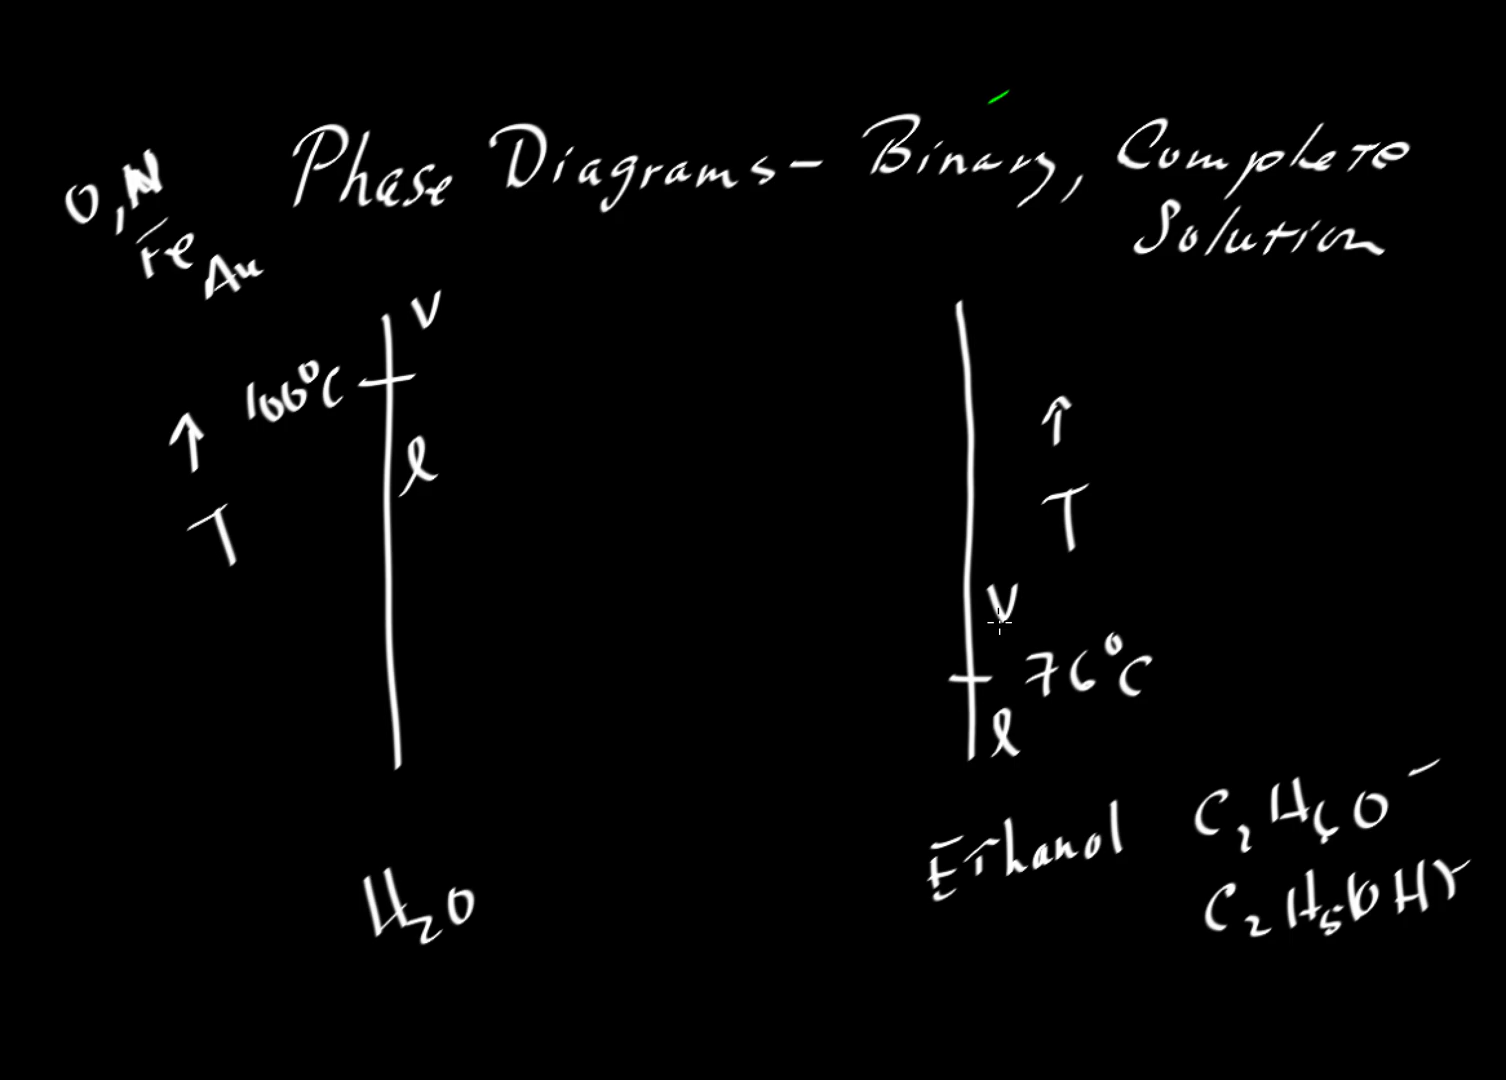 Phase Diagrams - Binary, Complete
Solution
O, N
Fe
Au
V
100°C
l
↑
T
↑
T
V
76°C
l
Ethanol C₂H₆O
C₂H₅OH
H₂O